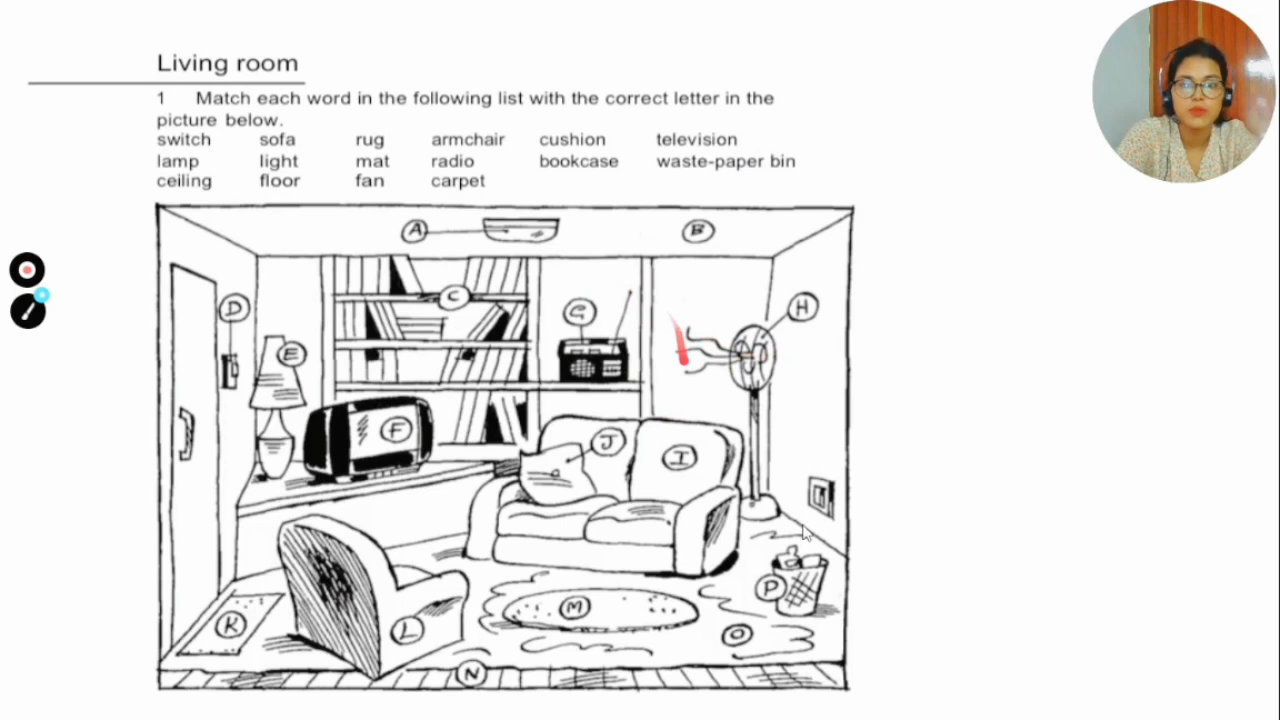 Living room
1 Match each word in the following list with the correct letter in the
picture below.
switch sofa rug armchair cushion television
lamp light mat radio bookcase waste-paper bin
ceiling floor fan carpet
A B
D C G H
E
F J I
K L M P
O
N